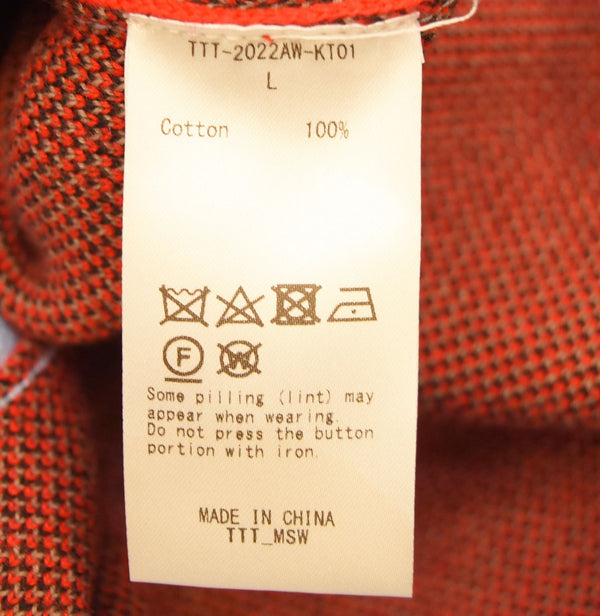 TTT-2022AW-KT01
L
Cotton 100%
F W
Some pilling (lint) may
appear when wearing.
Do not press the button
portion with iron.
MADE IN CHINA
TTT_MSW